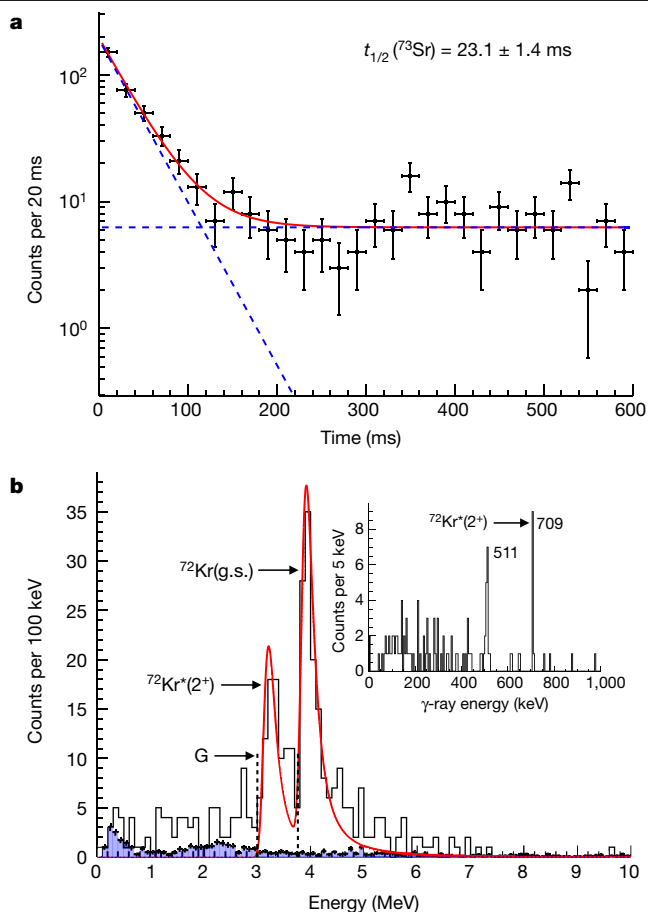 a
t1/2 (⁷³Sr) = 23.1 ± 1.4 ms
10²
10¹
10⁰
Counts per 20 ms
0 100 200 300 400 500 600
Time (ms)
b
35
30
25
20
15
10
5
0
Counts per 100 keV
⁷²Kr(g.s.)
⁷²Kr*(2⁺)
G
0 1 2 3 4 5 6 7 8 9 10
Energy (MeV)
8
6
4
2
0
Counts per 5 keV
⁷²Kr*(2⁺)
709
511
0 200 400 600 800 1,000
γ-ray energy (keV)